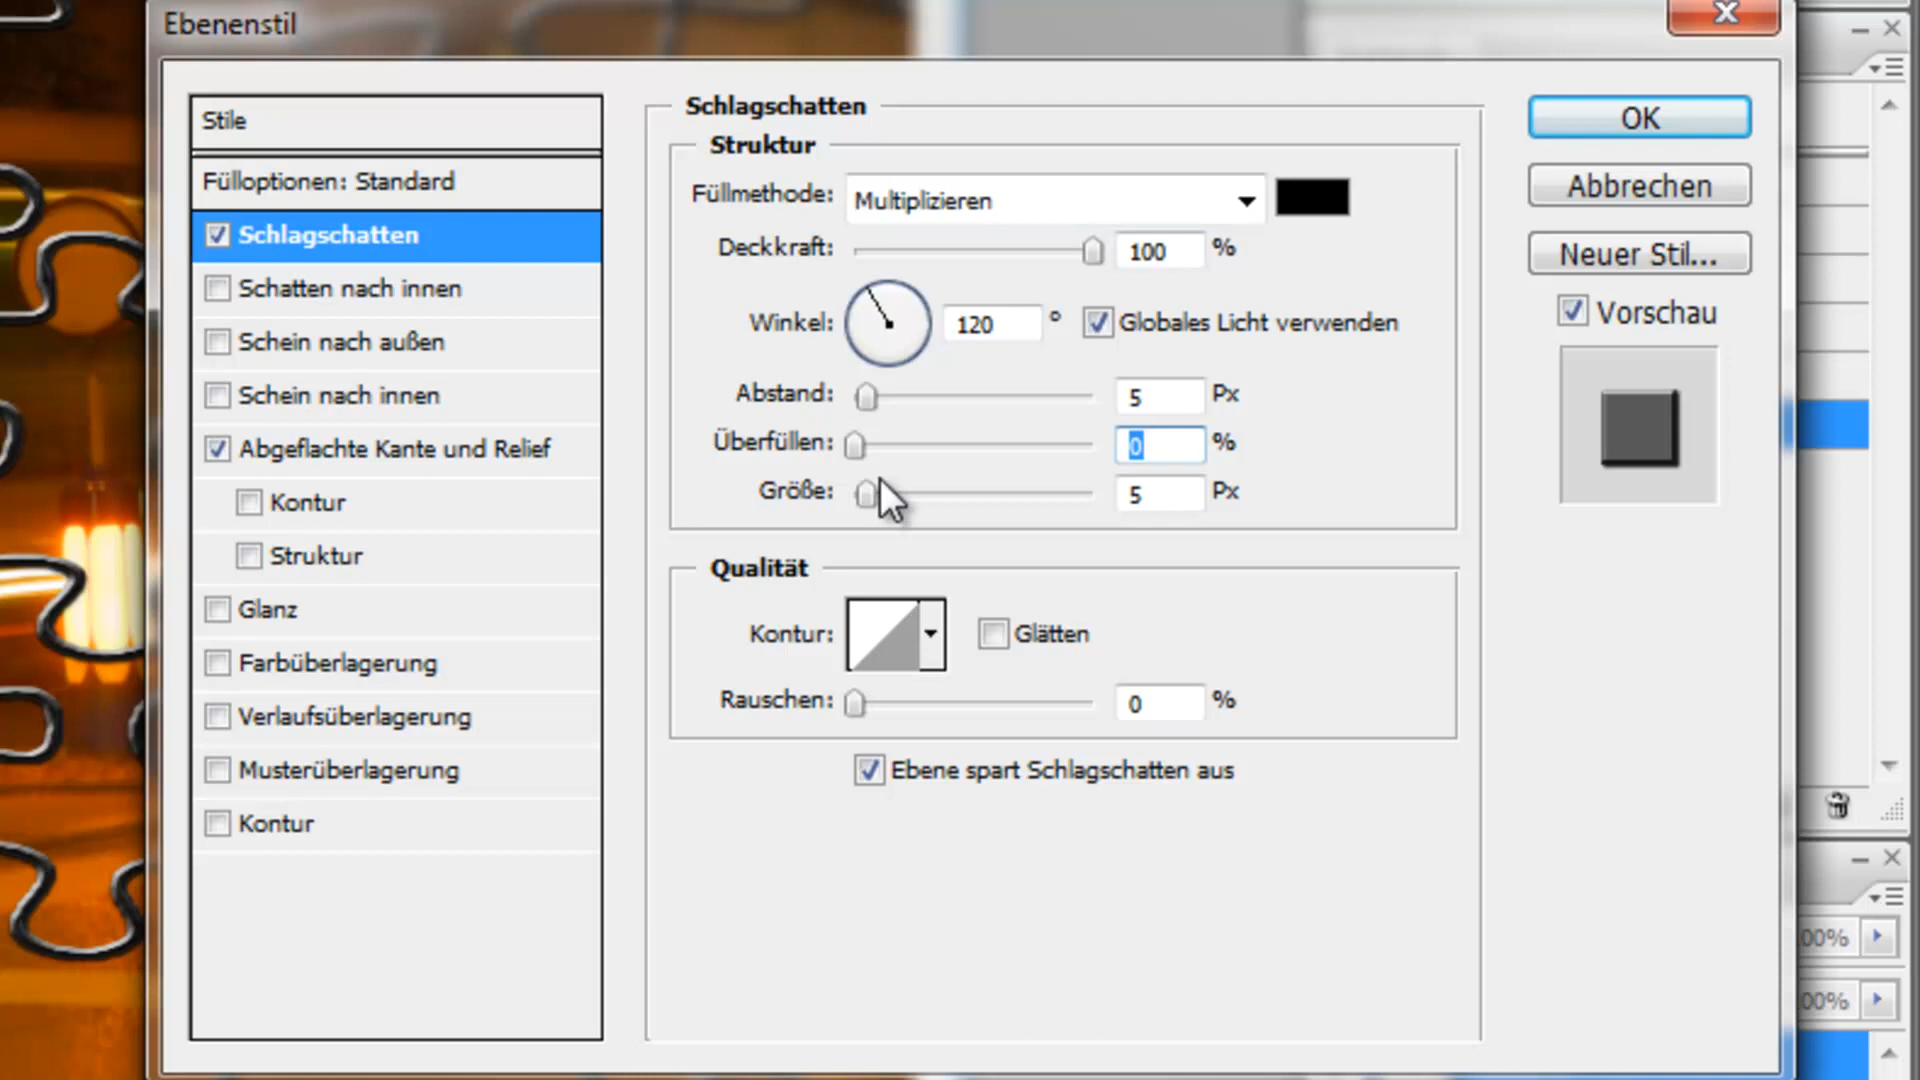 Ebenenstil
Stile
Fülloptionen: Standard
Schlagschatten
Schatten nach innen
Schein nach außen
Schein nach innen
Abgeflachte Kante und Relief
Kontur
Struktur
Glanz
Farbüberlagerung
Verlaufsüberlagerung
Musterüberlagerung
Kontur
Schlagschatten
Struktur
Füllmethode: Multiplizieren
Deckkraft: 100 %
Winkel: 120 ° Globales Licht verwenden
Abstand: 5 Px
Überfüllen: 0 %
Größe: 5 Px
Qualität
Kontur: Glätten
Rauschen: 0 %
Ebene spart Schlagschatten aus
OK
Abbrechen
Neuer Stil...
Vorschau
00%
00%